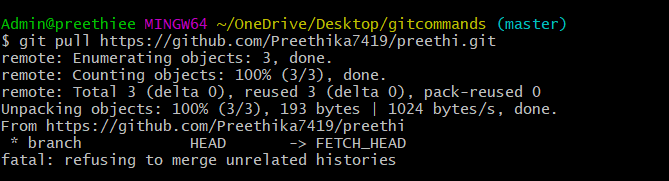 Admin@preethiee MINGW64 ~/OneDrive/Desktop/gitcommands (master)
$ git pull https://github.com/Preethika7419/preethi.git
remote: Enumerating objects: 3, done.
remote: Counting objects: 100% (3/3), done.
remote: Total 3 (delta 0), reused 3 (delta 0), pack-reused 0
Unpacking objects: 100% (3/3), 193 bytes | 1024 bytes/s, done.
From https://github.com/Preethika7419/preethi
 * branch            HEAD       -> FETCH_HEAD
fatal: refusing to merge unrelated histories